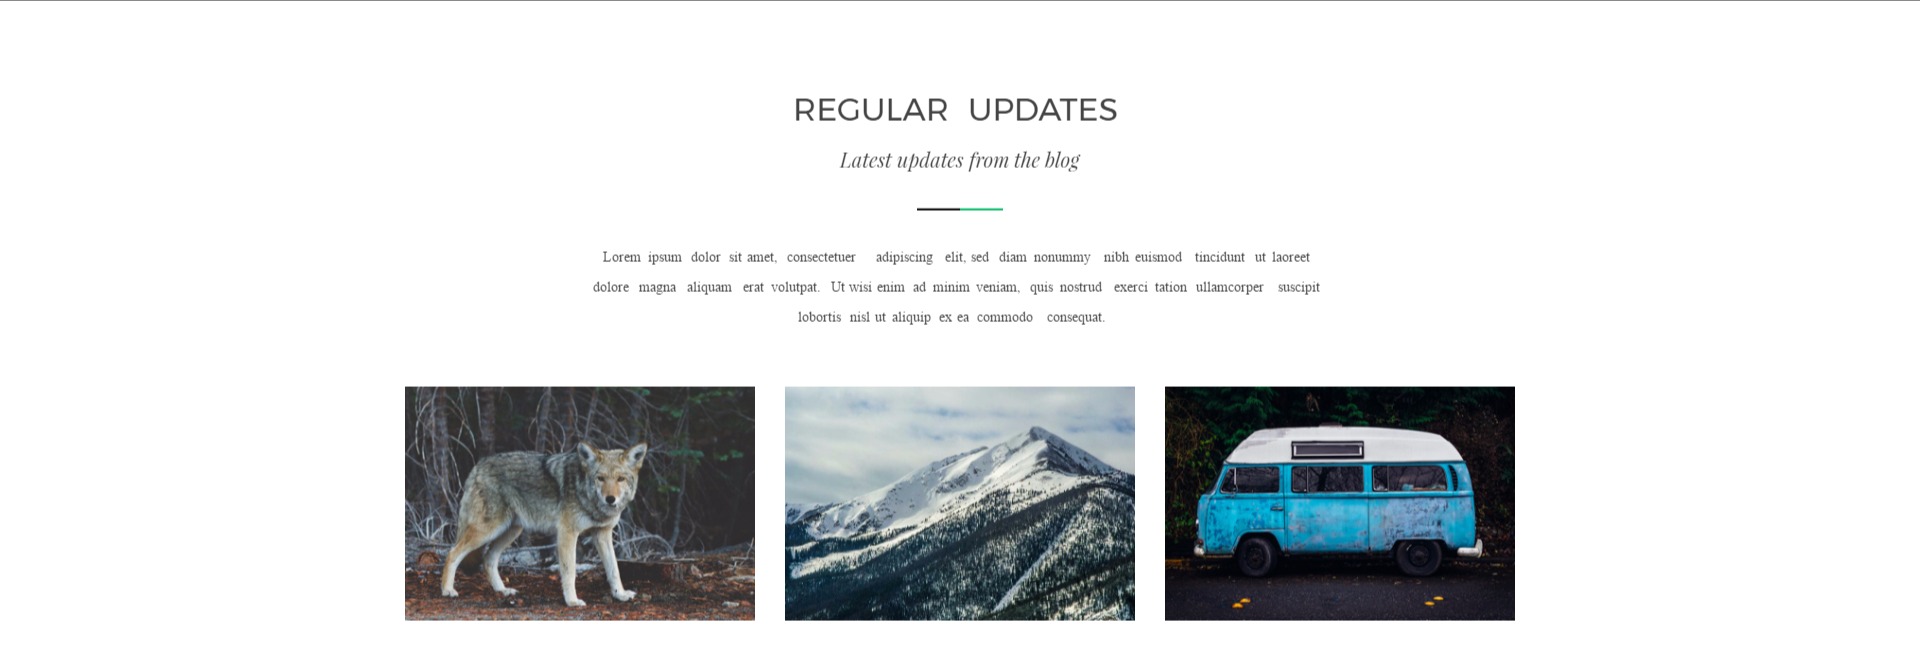 REGULAR UPDATES
Latest updates from the blog
Lorem ipsum dolor sit amet, consectetuer adipiscing elit, sed diam nonummy nibh euismod tincidunt ut laoreet
dolore magna aliquam erat volutpat. Ut wisi enim ad minim veniam, quis nostrud exerci tation ullamcorper suscipit
lobortis nisl ut aliquip ex ea commodo consequat.